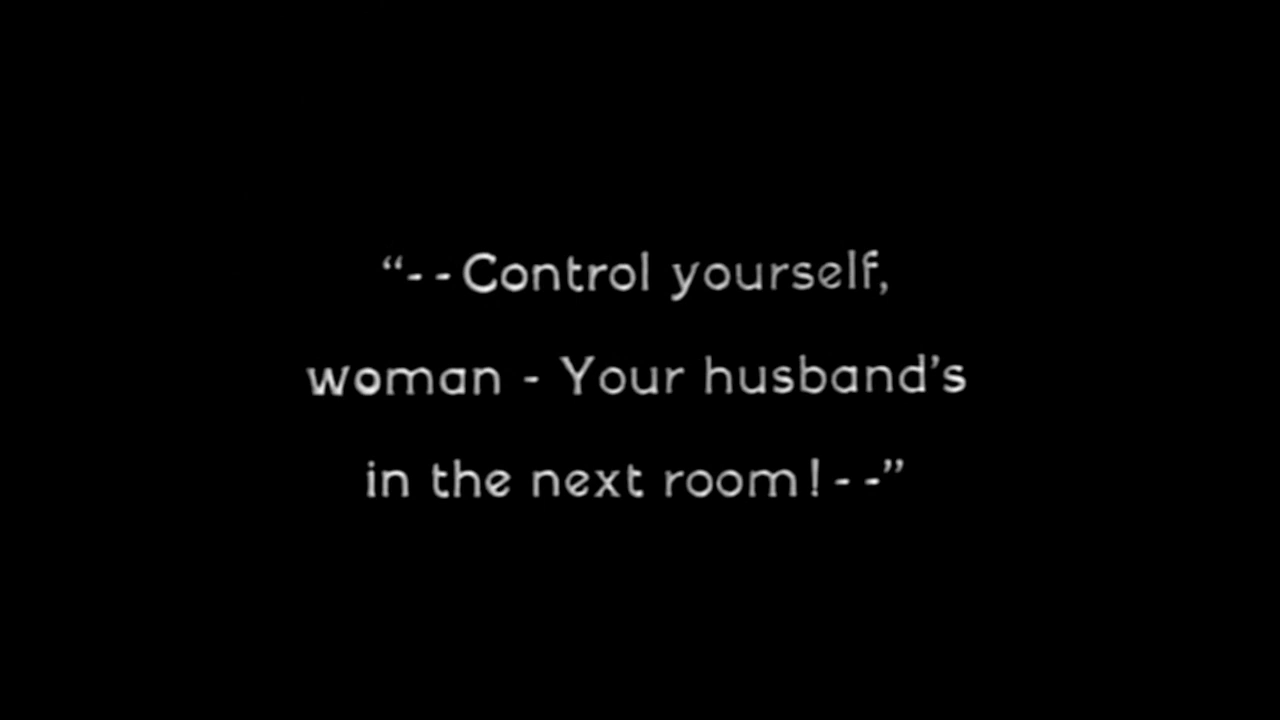 “--Control yourself,
woman - Your husband’s
in the next room!--”